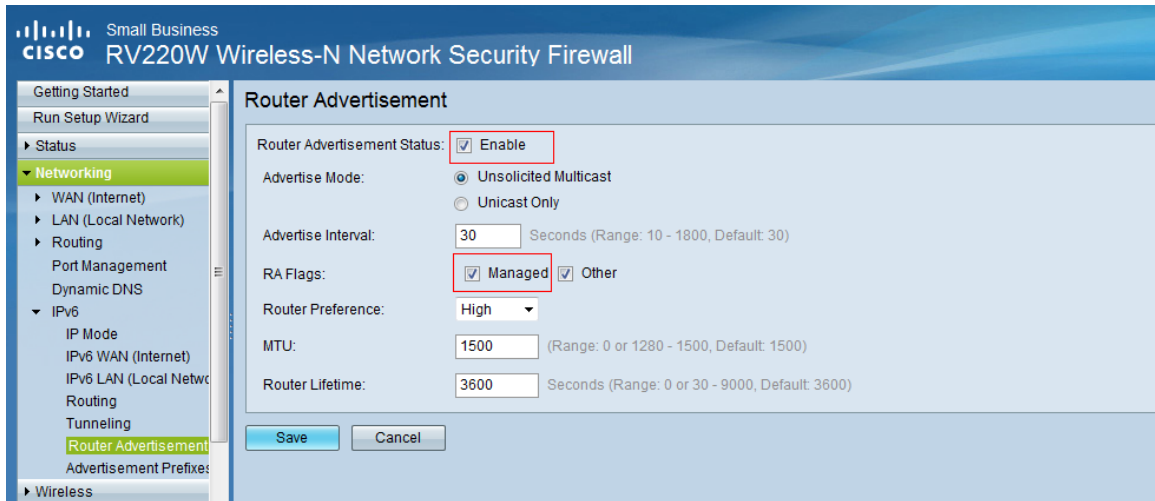 Small Business
CISCO RV220W Wireless-N Network Security Firewall
Getting Started
Run Setup Wizard
Status
Networking
WAN (Internet)
LAN (Local Network)
Routing
Port Management
Dynamic DNS
IPv6
IP Mode
IPv6 WAN (Internet)
IPv6 LAN (Local Netwo
Routing
Tunneling
Router Advertisement
Advertisement Prefixes
Wireless
Router Advertisement
Router Advertisement Status: Enable
Advertise Mode: Unsolicited Multicast
Unicast Only
Advertise Interval: 30 Seconds (Range: 10 - 1800, Default: 30)
RA Flags: Managed Other
Router Preference: High
MTU: 1500 (Range: 0 or 1280 - 1500, Default: 1500)
Router Lifetime: 3600 Seconds (Range: 0 or 30 - 9000, Default: 3600)
Save Cancel